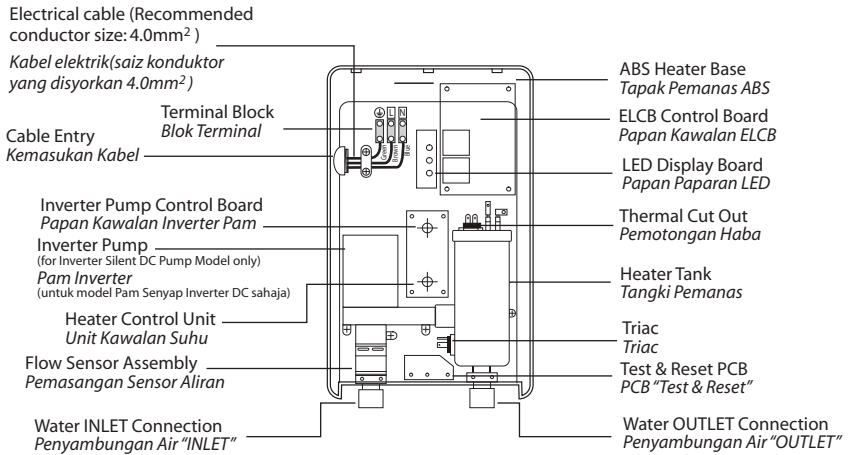 Electrical cable (Recommended
conductor size: 4.0mm²)
Kabel elektrik(saiz konduktor
yang disyorkan 4.0mm²)
Terminal Block
Blok Terminal
Cable Entry
Kemasukan Kabel
Inverter Pump Control Board
Papan Kawalan Inverter Pam
Inverter Pump
(for Inverter Silent DC Pump Model only)
Pam Inverter
(untuk model Pam Senyap Inverter DC sahaja)
Heater Control Unit
Unit Kawalan Suhu
Flow Sensor Assembly
Pemasangan Sensor Aliran
Water INLET Connection
Penyambungan Air “INLET”
L N
Green
Brown
Blue
ABS Heater Base
Tapak Pemanas ABS
ELCB Control Board
Papan Kawalan ELCB
LED Display Board
Papan Paparan LED
Thermal Cut Out
Pemotongan Haba
Heater Tank
Tangki Pemanas
Triac
Triac
Test & Reset PCB
PCB “Test & Reset”
Water OUTLET Connection
Penyambungan Air “OUTLET”